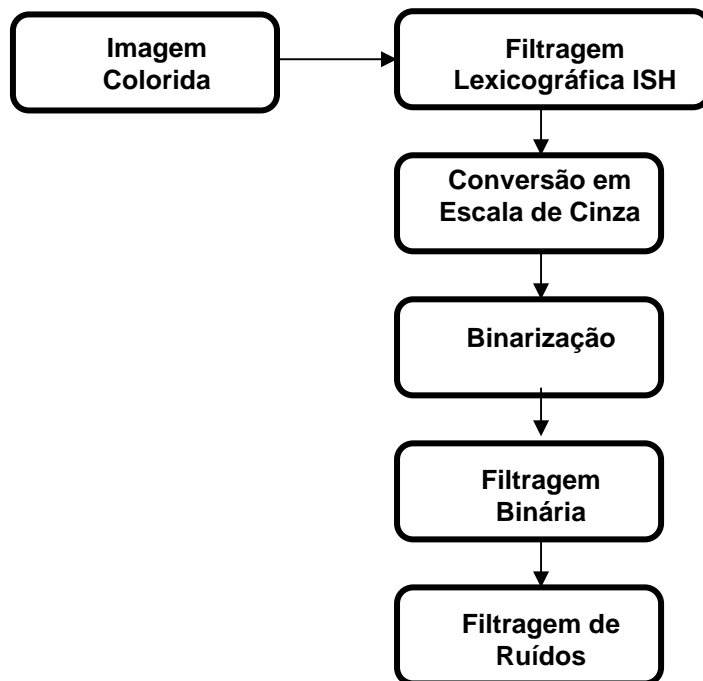 Imagem
Colorida
Filtragem
Lexicográfica ISH
Conversão em
Escala de Cinza
Binarização
Filtragem
Binária
Filtragem de
Ruídos